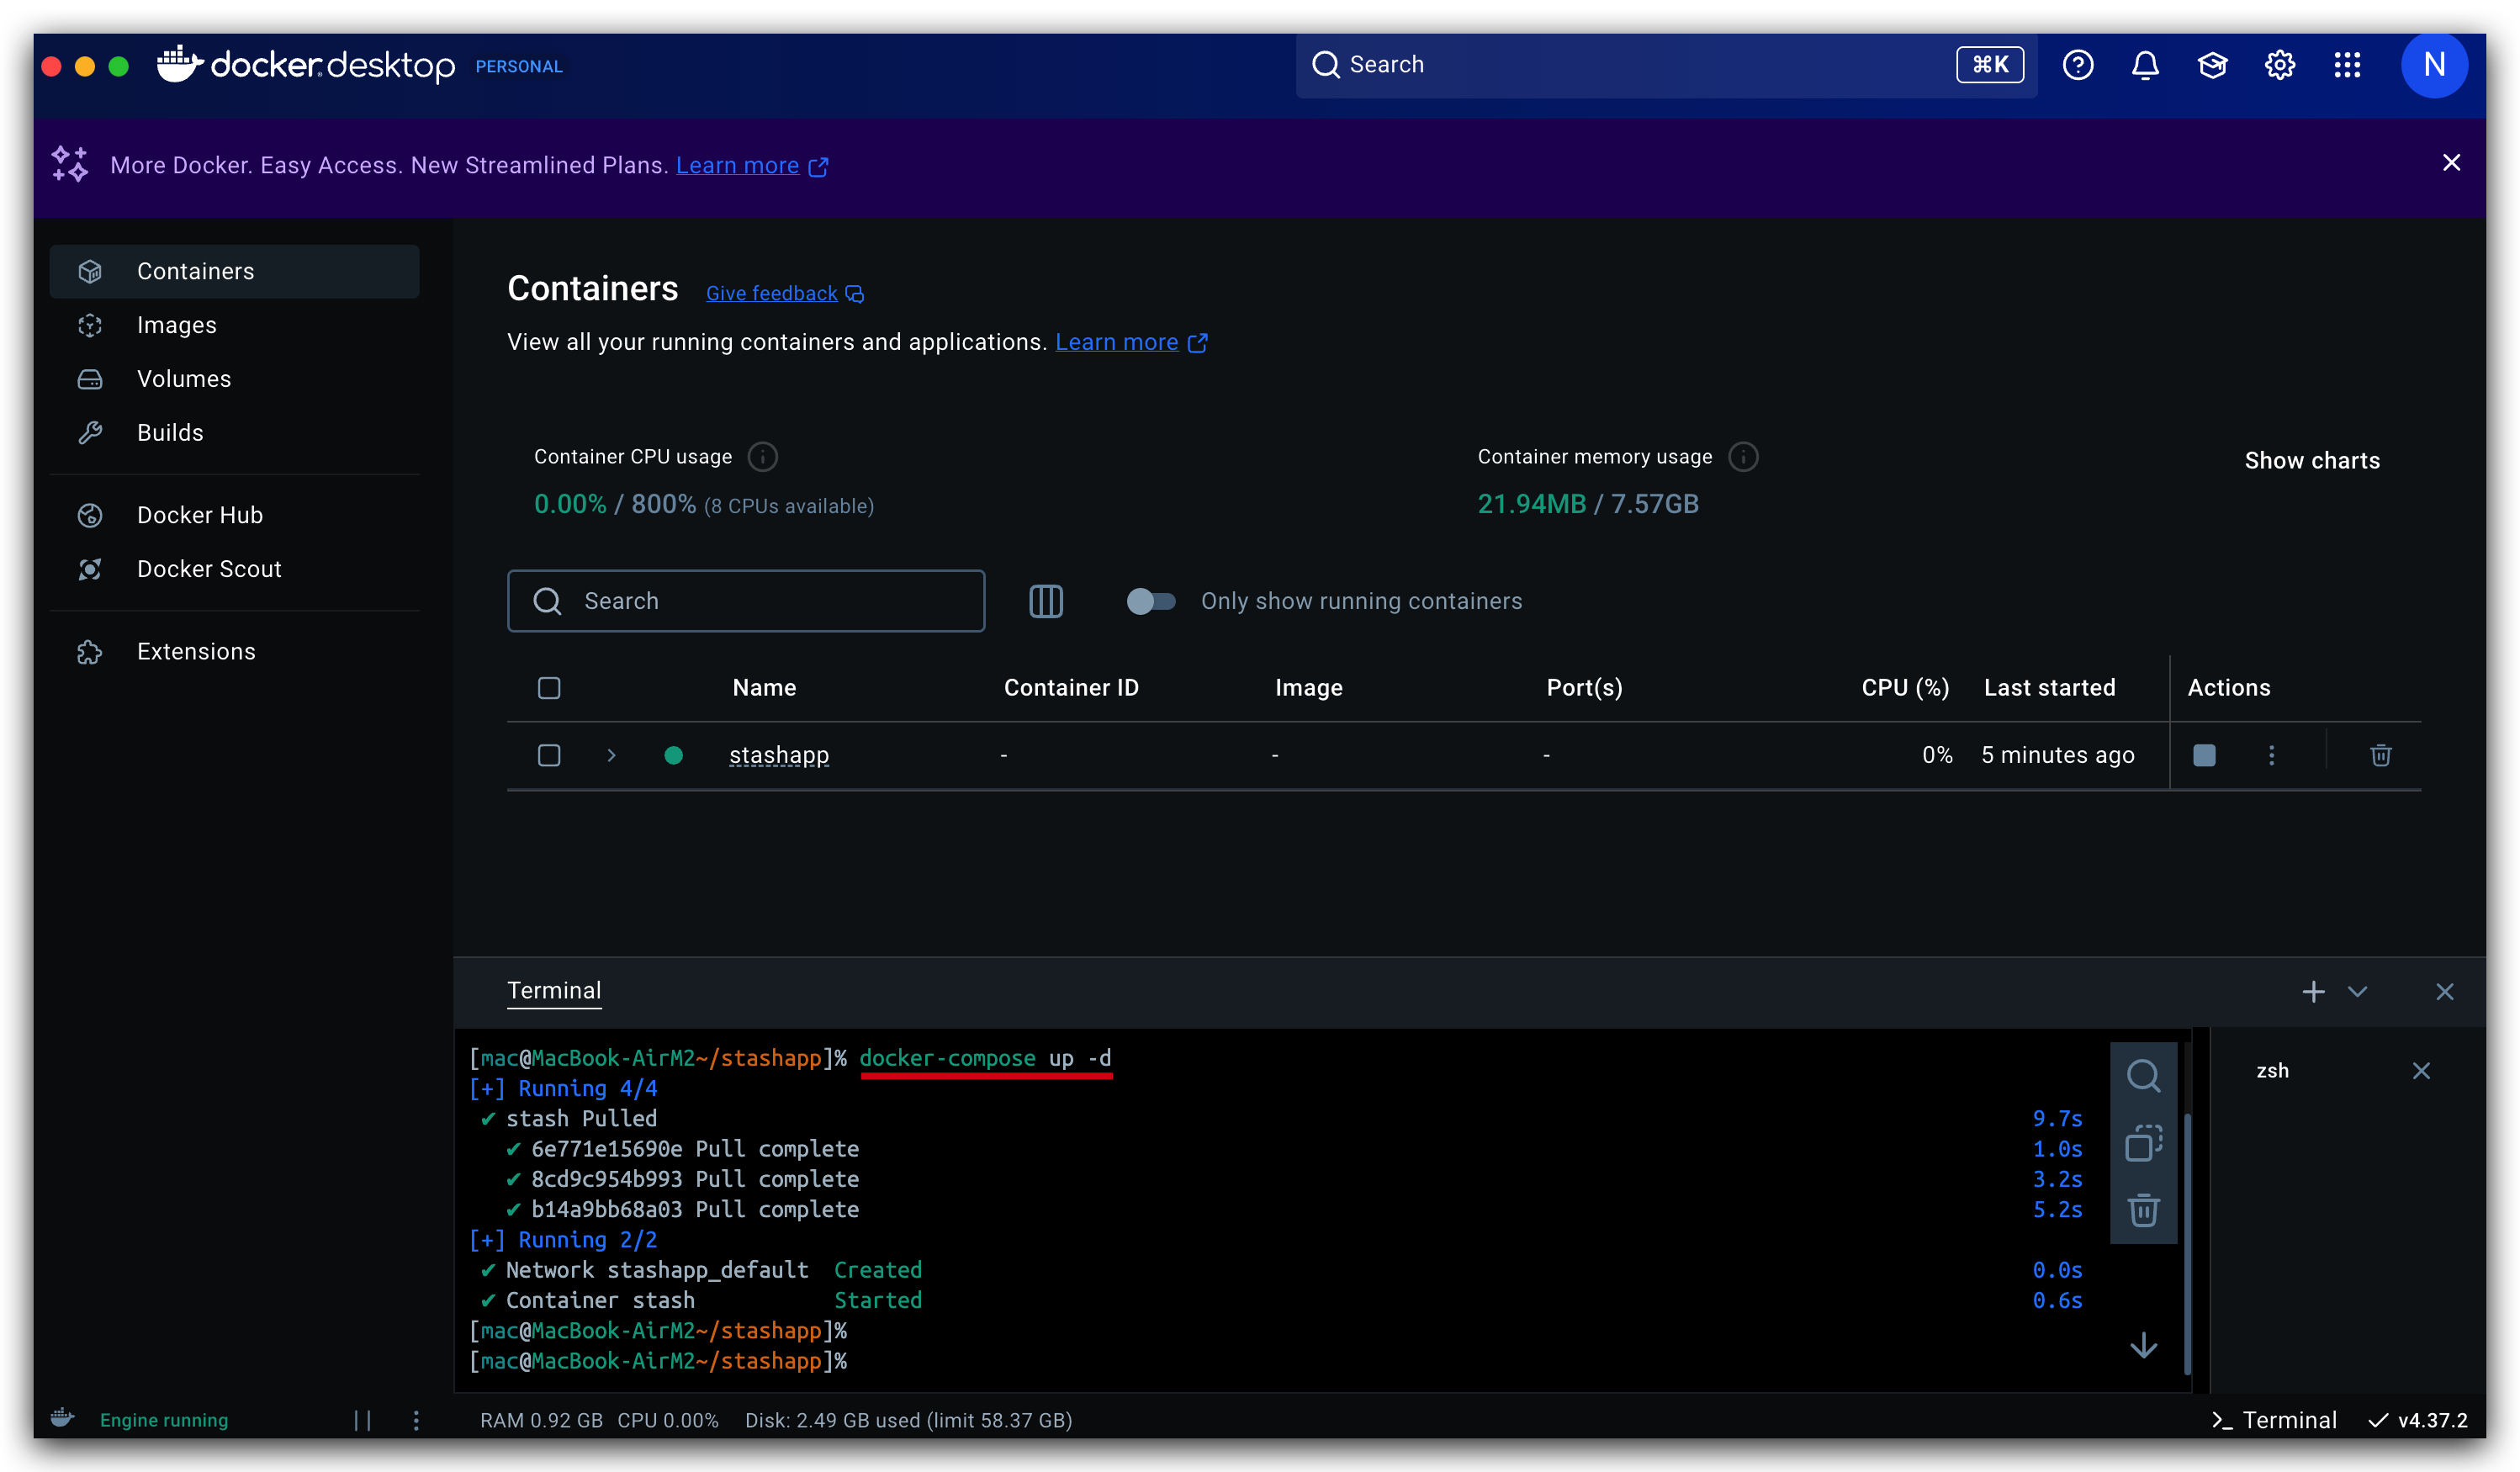 docker desktop PERSONAL
Search ⌘K
N
More Docker. Easy Access. New Streamlined Plans. Learn more
Containers
Images
Volumes
Builds
Docker Hub
Docker Scout
Extensions
Containers Give feedback
View all your running containers and applications. Learn more
Container CPU usage
0.00% / 800% (8 CPUs available)
Container memory usage
21.94MB / 7.57GB
Show charts
Search
Only show running containers
Name Container ID Image Port(s) CPU (%) Last started Actions
stashapp - - - 0% 5 minutes ago
Terminal
[mac@MacBook-AirM2~/stashapp]% docker-compose up -d
[+] Running 4/4
✔ stash Pulled 9.7s
✔ 6e771e15690e Pull complete 1.0s
✔ 8cd9c954b993 Pull complete 3.2s
✔ b14a9bb68a03 Pull complete 5.2s
[+] Running 2/2
✔ Network stashapp_default Created 0.0s
✔ Container stash Started 0.6s
[mac@MacBook-AirM2~/stashapp]%
[mac@MacBook-AirM2~/stashapp]%
zsh
Engine running
RAM 0.92 GB CPU 0.00% Disk: 2.49 GB used (limit 58.37 GB)
>_ Terminal ✓ v4.37.2